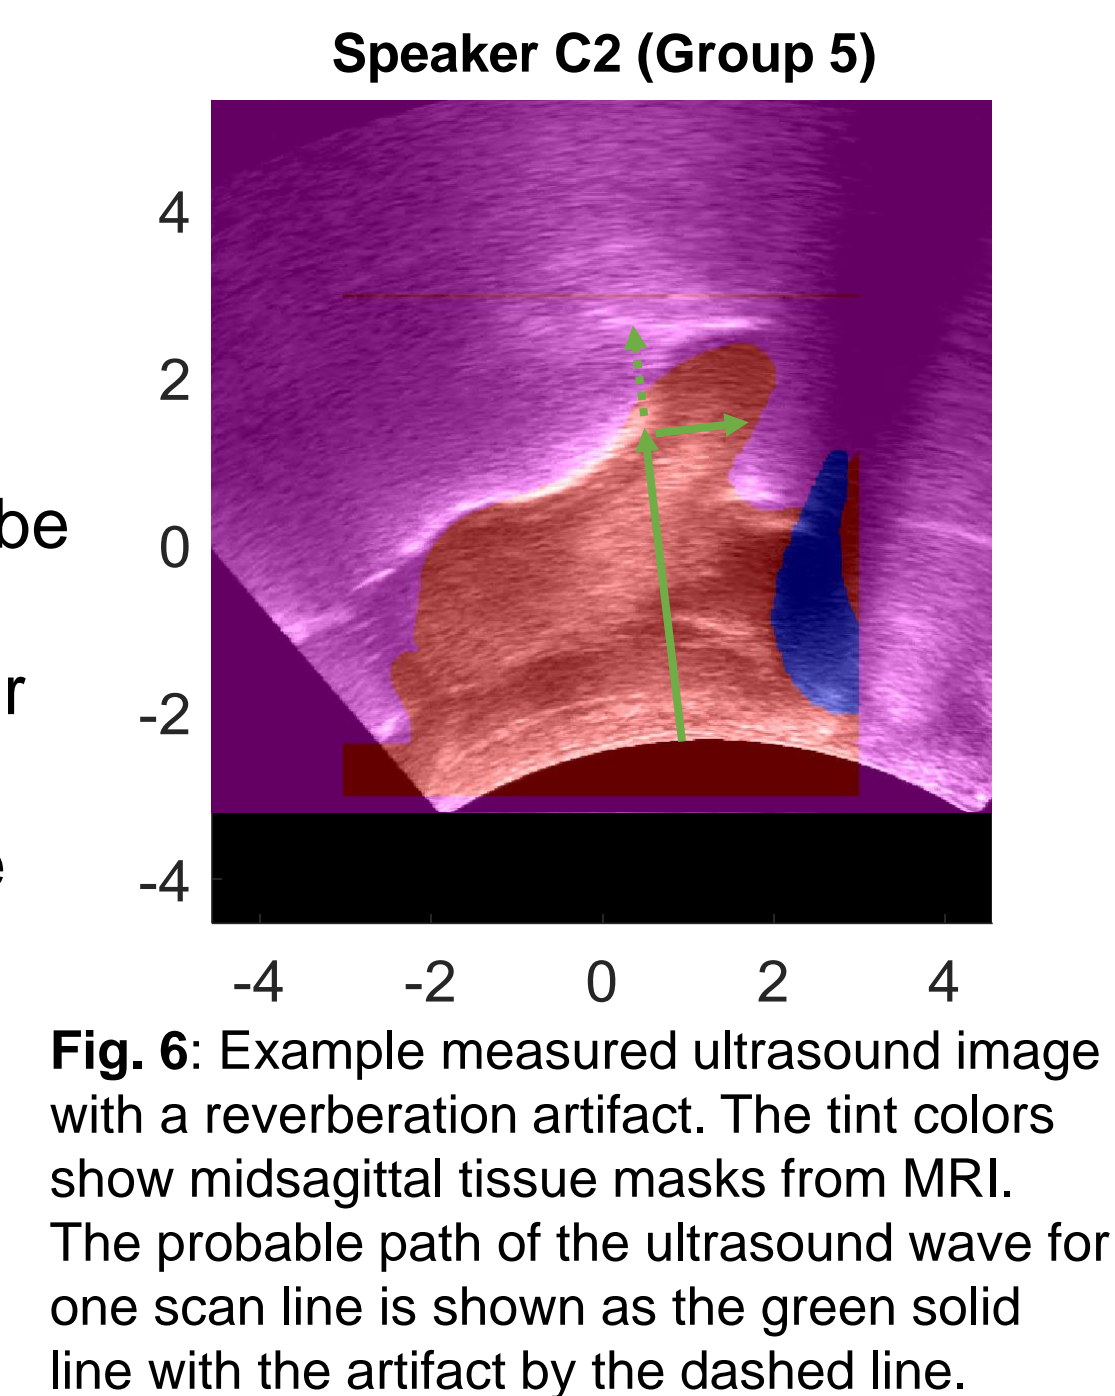 Speaker C2 (Group 5)
4
2
be
0
r
-2
e
-4
-4 -2 0 2 4
Fig. 6: Example measured ultrasound image
with a reverberation artifact. The tint colors
show midsagittal tissue masks from MRI.
The probable path of the ultrasound wave for
one scan line is shown as the green solid
line with the artifact by the dashed line.